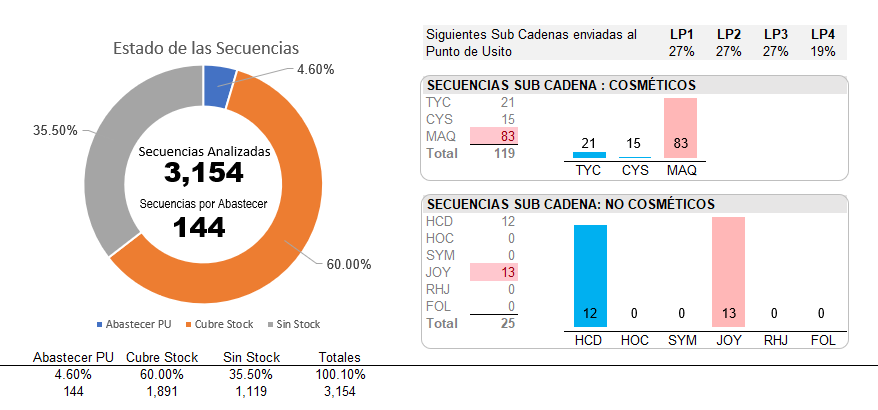 Estado de las Secuencias
4.60%
35.50%
60.00%
Secuencias Analizadas
3,154
Secuencias por Abastecer
144
Abastecer PU Cubre Stock Sin Stock
Abastecer PU Cubre Stock Sin Stock Totales
4.60% 60.00% 35.50% 100.10%
144 1,891 1,119 3,154
Siguientes Sub Cadenas enviadas al LP1 LP2 LP3 LP4
Punto de Usito 27% 27% 27% 19%
SECUENCIAS SUB CADENA : COSMÉTICOS
TYC 21
CYS 15
MAQ 83
Total 119
21 15 83
TYC CYS MAQ
SECUENCIAS SUB CADENA: NO COSMÉTICOS
HCD 12
HOC 0
SYM 0
JOY 13
RHJ 0
FOL 0
Total 25
12 0 0 13 0 0
HCD HOC SYM JOY RHJ FOL